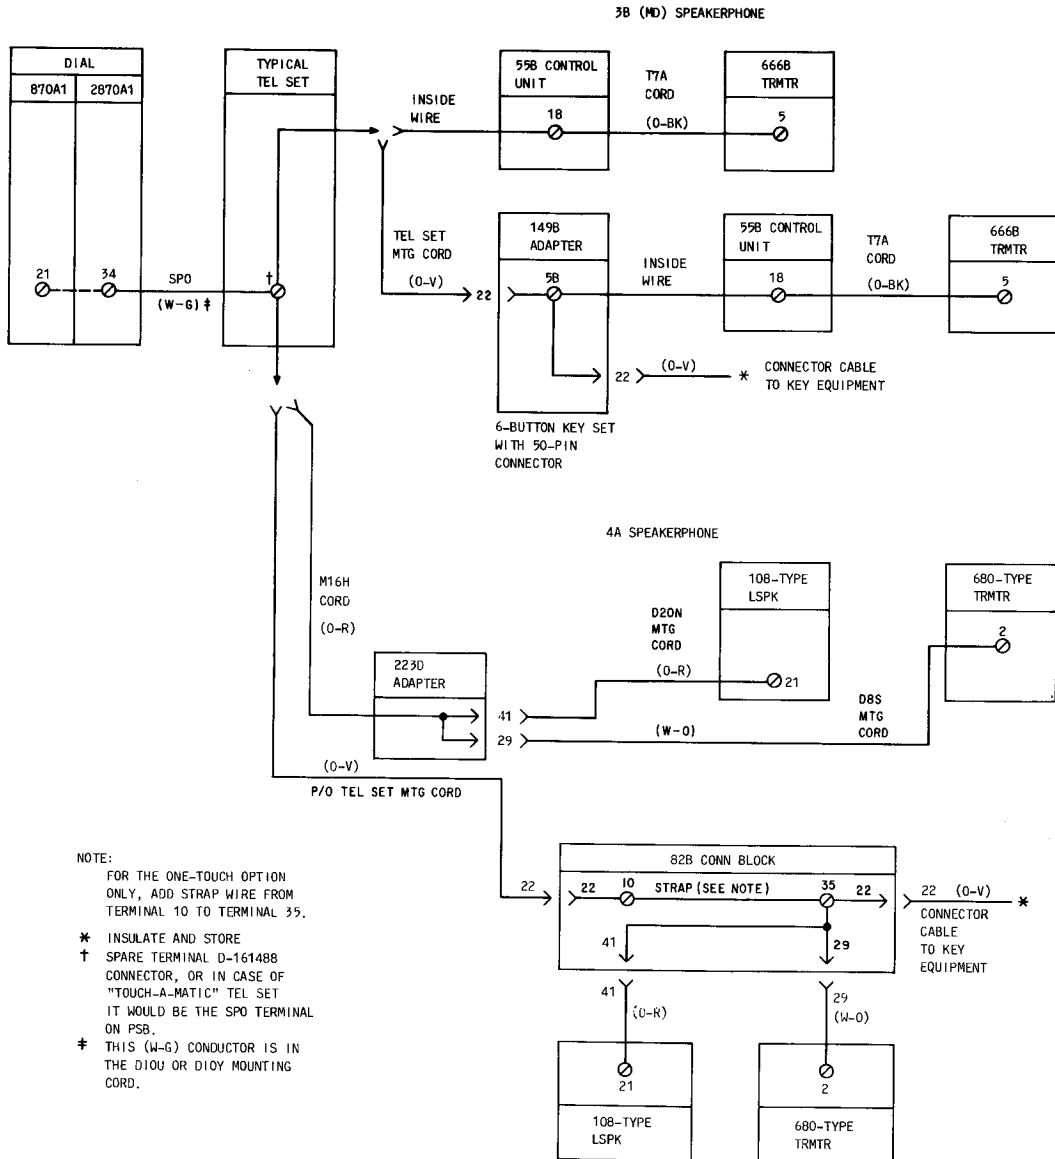 3B (MD) SPEAKERPHONE
DIAL
870A1
2870A1
TYPICAL
TEL SET
55B CONTROL
UNIT
18
T7A
CORD
(O-BK)
666B
TRMTR
5
INSIDE
WIRE
TEL SET
MTG CORD
(O-V)
22
149B
ADAPTER
5B
INSIDE
WIRE
55B CONTROL
UNIT
18
T7A
CORD
(O-BK)
666B
TRMTR
5
21
34
SPO
(W-G) ‡
†
22
(O-V)
* CONNECTOR CABLE
TO KEY EQUIPMENT
6-BUTTON KEY SET
WITH 50-PIN
CONNECTOR
4A SPEAKERPHONE
M16H
CORD
(O-R)
223D
ADAPTER
41
29
D20N
MTG
CORD
(O-R)
(W-O)
108-TYPE
LSPK
21
D8S
MTG
CORD
680-TYPE
TRMTR
2
(O-V)
P/O TEL SET MTG CORD
82B CONN BLOCK
22
22
10
STRAP (SEE NOTE)
35
22
22
(O-V)
*
CONNECTOR
CABLE
TO KEY
EQUIPMENT
41
29
41
(O-R)
29
(W-O)
21
108-TYPE
LSPK
2
680-TYPE
TRMTR
NOTE:
FOR THE ONE-TOUCH OPTION
ONLY, ADD STRAP WIRE FROM
TERMINAL 10 TO TERMINAL 35.
* INSULATE AND STORE
† SPARE TERMINAL D-161488
CONNECTOR, OR IN CASE OF
"TOUCH-A-MATIC" TEL SET
IT WOULD BE THE SPO TERMINAL
ON PSB.
‡ THIS (W-G) CONDUCTOR IS IN
THE D10U OR D10Y MOUNTING
CORD.